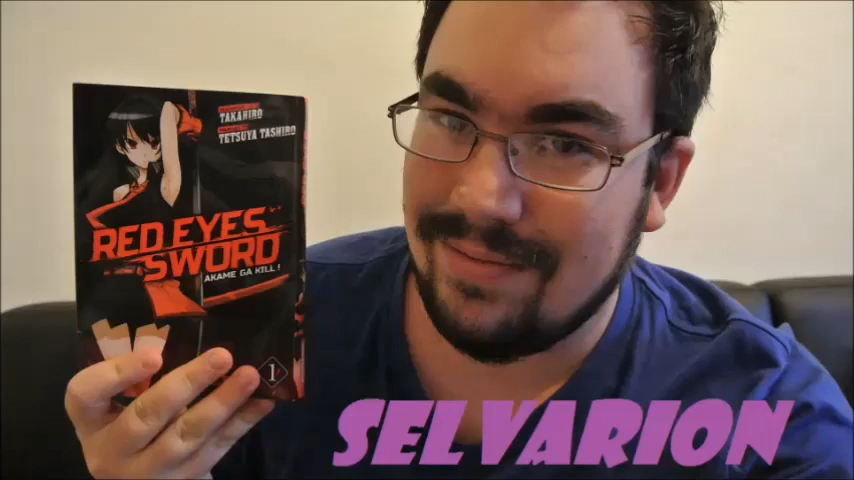 TAKAHIRO
TETSUYA TASHIRO
RED EYES
SWORD
AKAME GA KILL !
1
SELVARION